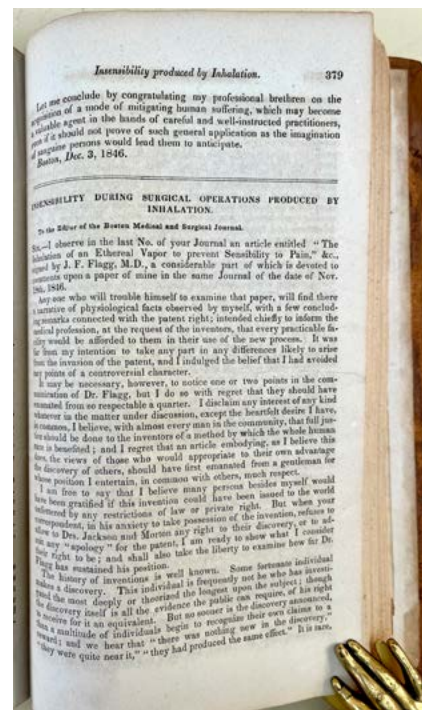 Insensibility produced by Inhalation. 379
Let me conclude by congratulating my professional brethren on the
acquisition of a mode of mitigating human suffering, which may become
a valuable agent in the hands of careful and well-instructed practitioners,
even if it should not prove of such general application as the imagination
of sanguine persons would lead them to anticipate.
Boston, Dec. 3, 1846.
INSENSIBILITY DURING SURGICAL OPERATIONS PRODUCED BY
INHALATION.
To the Editor of the Boston Medical and Surgical Journal.
Sir,—I observe in the last No. of your Journal an article entitled "The
Inhalation of an Ethereal Vapor to prevent Sensibility to Pain," &c.,
signed by J. F. Flagg, M.D., a considerable part of which is devoted to
comments upon a paper of mine in the same Journal of the date of Nov.
18th, 1846.
Any one who will trouble himself to examine that paper, will find there
a narrative of physiological facts observed by myself, with a few conclud-
ing remarks connected with the patent right; intended chiefly to inform the
medical profession, at the request of the inventors, that every practicable fa-
cility would be afforded to them in their use of the new process. It was
far from my intention to take any part in any differences likely to arise
from the invasion of the patent, and I indulged the belief that I had avoided
any points of a controversial character.
It may be necessary, however, to notice one or two points in the com-
munication of Dr. Flagg, but I do so with regret that they should have
emanated from so respectable a quarter. I disclaim any interest of any kind
whatever in the matter under discussion, except the heartfelt desire I have,
in common, I believe, with almost every man in the community, that full jus-
tice should be done to the inventors of a method by which the whole human
race is benefited; and I regret that an article embodying, as I believe this
does, the views of those who would appropriate to their own advantage
the discovery of others, should have first emanated from a gentleman for
whose position I entertain, in common with others, much respect.
I am free to say that I believe many persons besides myself would
have been gratified if this invention could have been issued to the world
unfettered by any restrictions of law or private right. But when your
correspondent, in his anxiety to take possession of the invention, refuses to
allow to Drs. Jackson and Morton any right to their discovery, or to ad-
mit any "apology" for the patent, I am ready to show what I consider
their right to be; and shall also take the liberty to examine how far Dr.
Flagg has sustained his position.
The history of inventions is well known. Some fortunate individual
makes a discovery. This individual is frequently not he who has investi-
gated the most deeply or theorized the longest upon the subject; though
the discovery itself is all the evidence the public can require, of his right
to receive for it an equivalent. But no sooner is the discovery announced,
than a multitude of individuals begin to recognize their own claims to a
reward; and we hear that "there was nothing new in the discovery,"
"they were quite near it," "they had produced the same effect." It is rare,